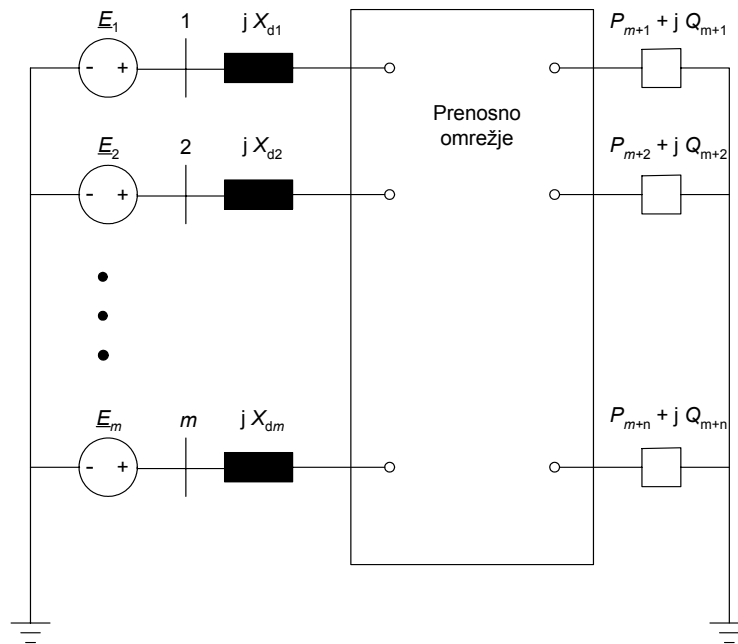 E1 1 j Xd1 Pm+1 + j Qm+1
Prenosno
omrežje
E2 2 j Xd2 Pm+2 + j Qm+2
Em m j Xdm Pm+n + j Qm+n
- +
- +
- +